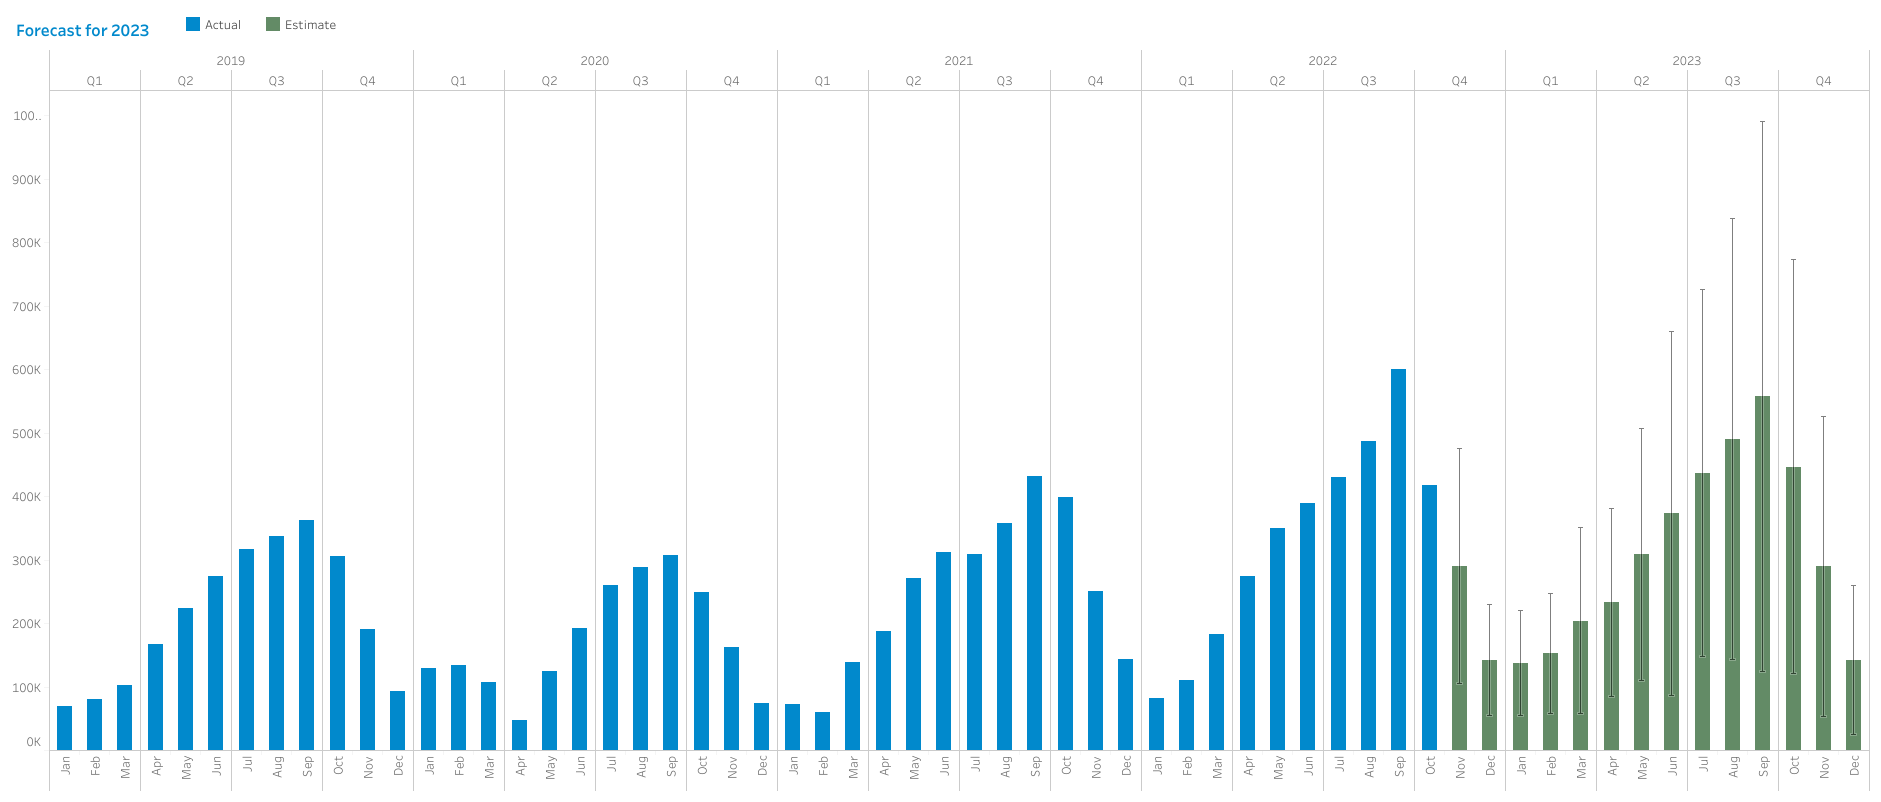 Forecast for 2023
Actual
Estimate
2019 2020 2021 2022 2023
Q1 Q2 Q3 Q4 Q1 Q2 Q3 Q4 Q1 Q2 Q3 Q4 Q1 Q2 Q3 Q4 Q1 Q2 Q3 Q4
100..
900K
800K
700K
600K
500K
400K
300K
200K
100K
0K
Jan Feb Mar Apr May Jun Jul Aug Sep Oct Nov Dec Jan Feb Mar Apr May Jun Jul Aug Sep Oct Nov Dec Jan Feb Mar Apr May Jun Jul Aug Sep Oct Nov Dec Jan Feb Mar Apr May Jun Jul Aug Sep Oct Nov Dec Jan Feb Mar Apr May Jun Jul Aug Sep Oct Nov Dec